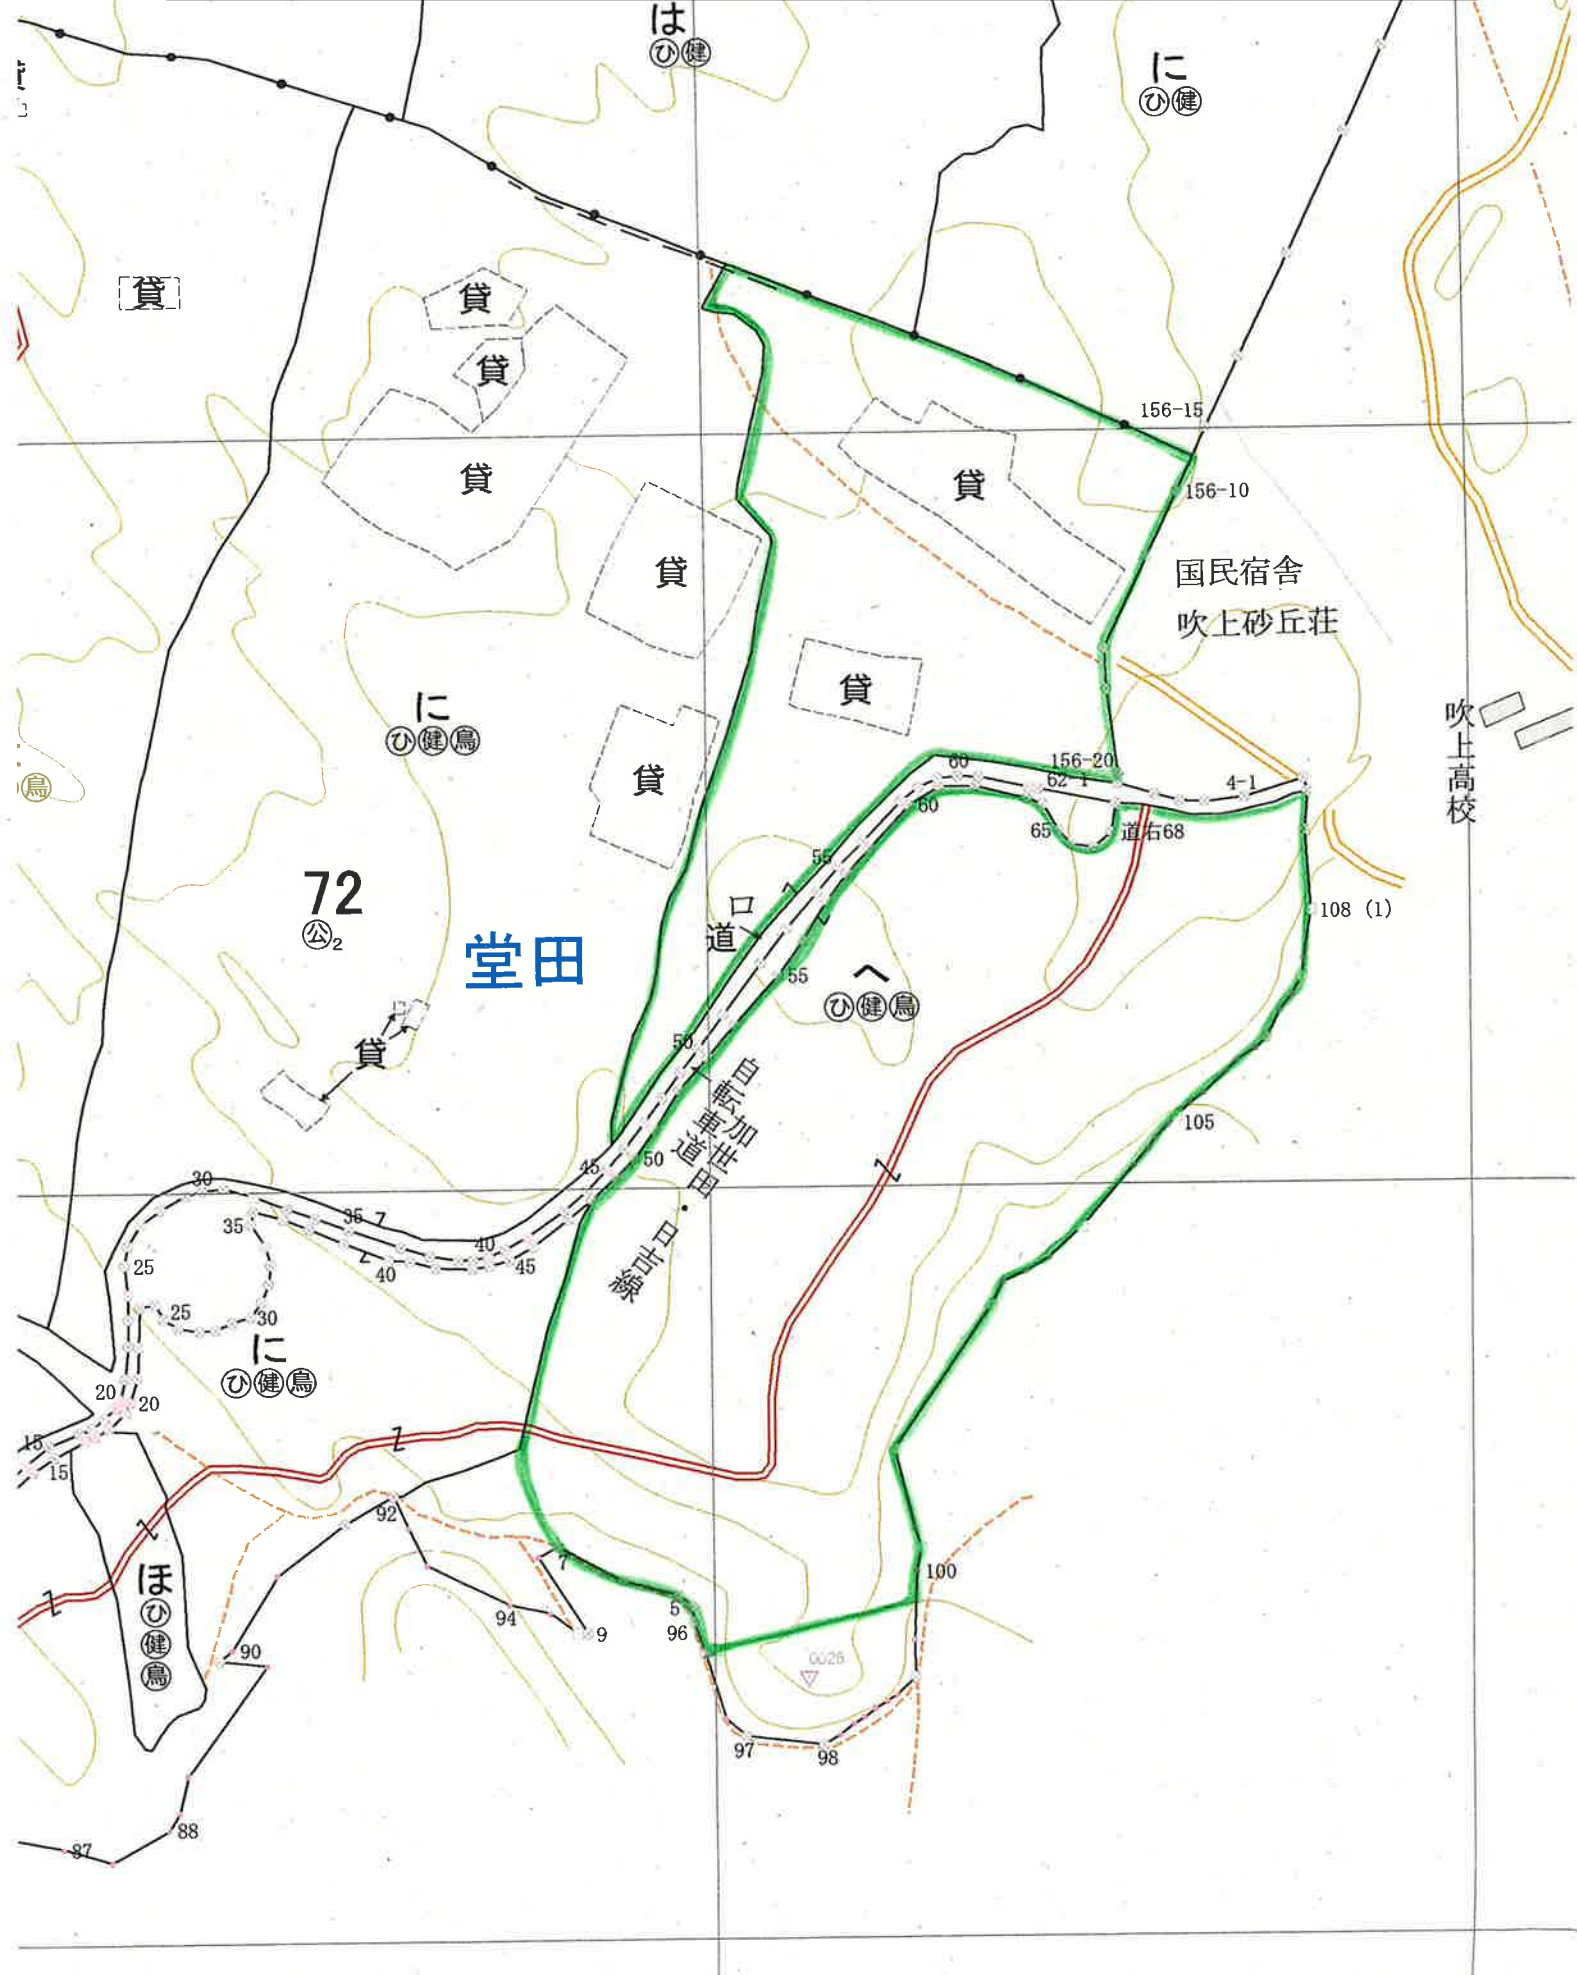 は
ひ 健
に
ひ 健
貸
貸
貸
156-15
貸
貸
156-10
貸
国民宿舎
吹上砂丘荘
貸
に
ひ 健 鳥
吹上高校
貸
鳥
60
156-20
62-1
4-1
60
65
道右68
55
72
公2
ロ
道
108 (1)
堂田
55
へ
ひ 健 鳥
50
貸
自転車道
加世田・日吉線
105
45
50
30
35
35
40
45
40
25
25
30
に
ひ 健 鳥
20
20
15
15
92
7
100
ほ
ひ
健
鳥
94
5
96
9
90
0026
97
98
88
87